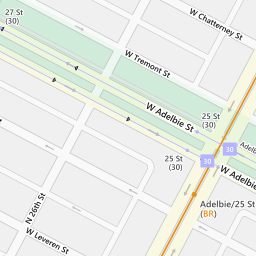 27 St
(30)
W Chatterney St
W Tremont St
W Adelbie St
25 St
(30)
Adelbie
30
30
25 St
(30)
W Adelb
N 26th St
Adelbie/25 St
(BR)
W Leveren St